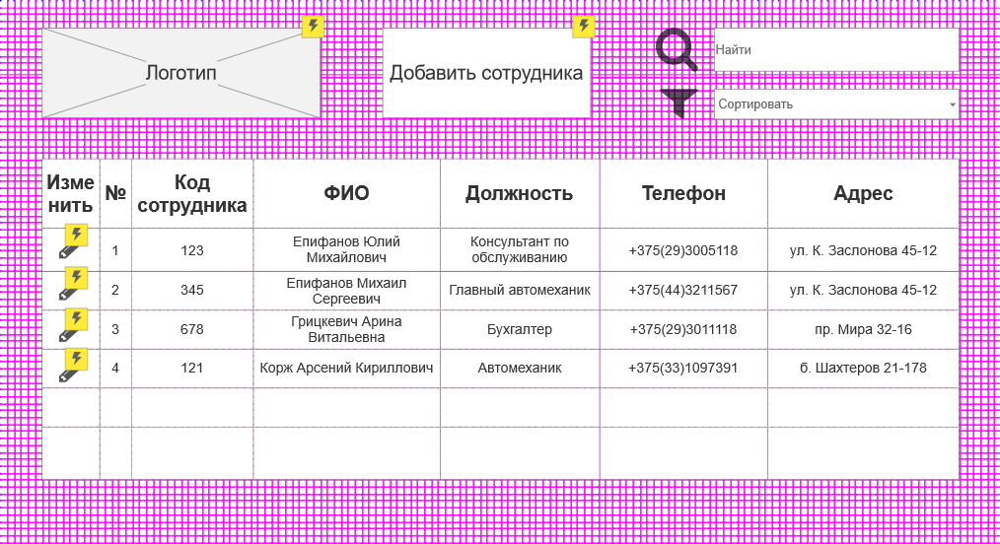 Логотип
Добавить сотрудника
Найти
Сортировать
Изме
нить
№
Код
сотрудника
ФИО
Должность
Телефон
Адрес
1
123
Епифанов Юлий
Михайлович
Консультант по
обслуживанию
+375(29)3005118
ул. К. Заслонова 45-12
2
345
Епифанов Михаил
Сергеевич
Главный автомеханик
+375(44)3211567
ул. К. Заслонова 45-12
3
678
Грицкевич Арина
Витальевна
Бухгалтер
+375(29)3011118
пр. Мира 32-16
4
121
Корж Арсений Кириллович
Автомеханик
+375(33)1097391
б. Шахтеров 21-178